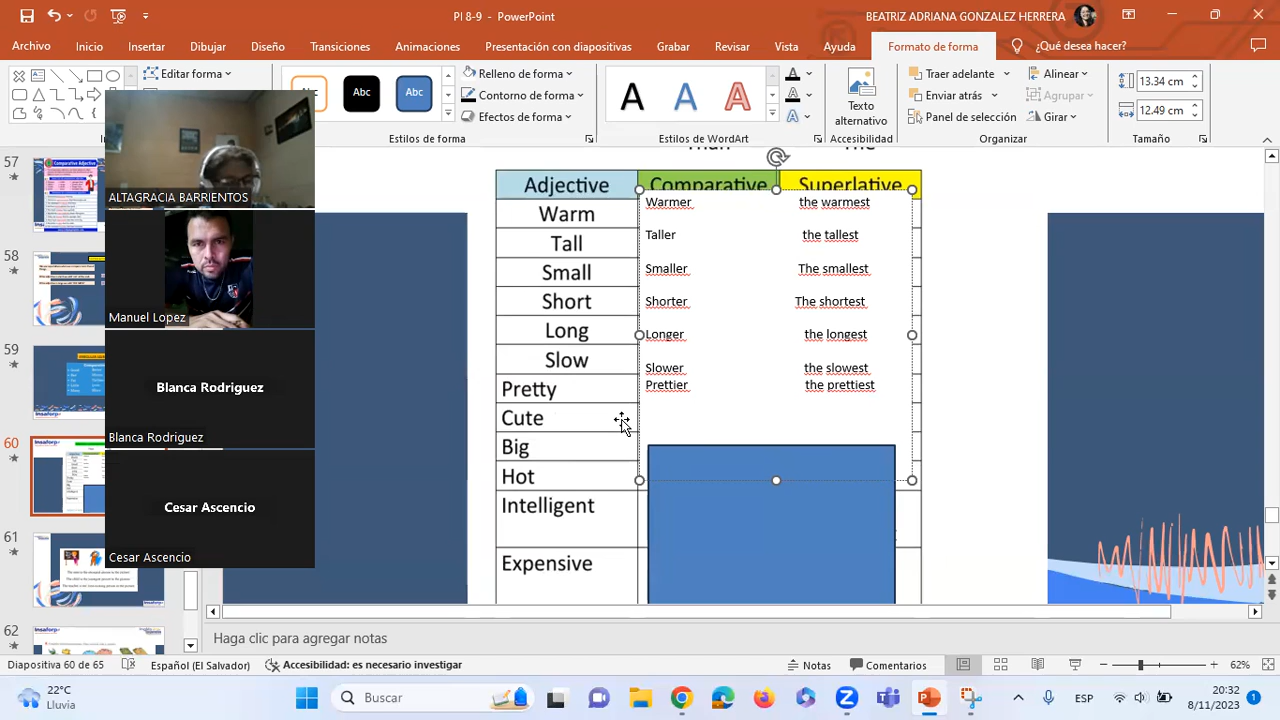 PI 8-9 - PowerPoint
BEATRIZ ADRIANA GONZALEZ HERRERA
Archivo Inicio Insertar Dibujar Diseño Transiciones Animaciones Presentación con diapositivas Grabar Revisar Vista Ayuda Formato de forma ¿Qué desea hacer?
Editar forma
Abc Abc Abc
Relleno de forma
Contorno de forma
Efectos de forma
Estilos de forma
A A A
Estilos de WordArt
Texto alternativo
Accesibilidad
Traer adelante
Enviar atrás
Panel de selección
Alinear
Agrupar
Girar
Organizar
13.34 cm
12.49 cm
Tamaño
ALTAGRACIA BARRIENTOS
Manuel Lopez
Blanca Rodriguez
Blanca Rodriguez
Cesar Ascencio
Cesar Ascencio
57
Comparative Adjective
58
59
60
61
62
Insaforp
Adjective Comparative Superlative
Warm Warmer the warmest
Tall Taller the tallest
Small Smaller The smallest
Short Shorter The shortest
Long Longer the longest
Slow Slower the slowest
Pretty Prettier the prettiest
Cute
Big
Hot
Intelligent
Expensive
Haga clic para agregar notas
Diapositiva 60 de 65 Español (El Salvador) Accesibilidad: es necesario investigar Notas Comentarios 62%
22°C
Lluvia
Buscar
ESP
20:32
8/11/2023
1